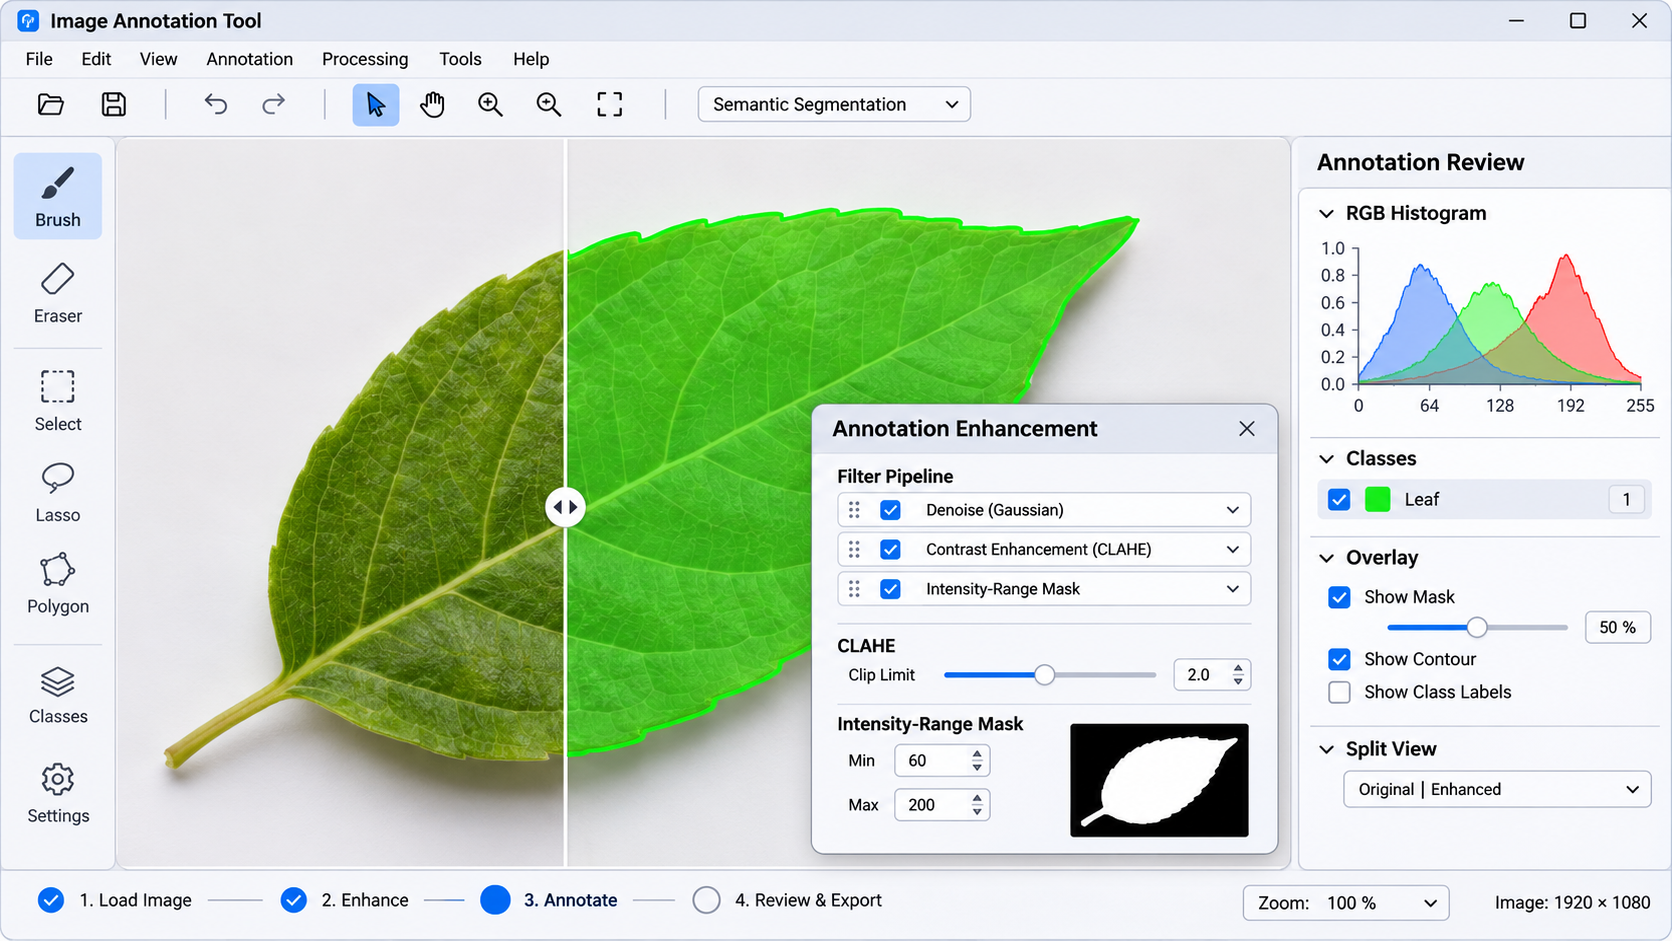 Image Annotation Tool
File Edit View Annotation Processing Tools Help
Semantic Segmentation
Brush
Eraser
Select
Lasso
Polygon
Classes
Settings
Annotation Enhancement
Filter Pipeline
Denoise (Gaussian)
Contrast Enhancement (CLAHE)
Intensity-Range Mask
CLAHE
Clip Limit 2.0
Intensity-Range Mask
Min 60
Max 200
Annotation Review
RGB Histogram
1.0
0.8
0.6
0.4
0.2
0.0
0 64 128 192 255
Classes
Leaf 1
Overlay
Show Mask
50 %
Show Contour
Show Class Labels
Split View
Original | Enhanced
1. Load Image 2. Enhance 3. Annotate 4. Review & Export
Zoom: 100 % Image: 1920 × 1080